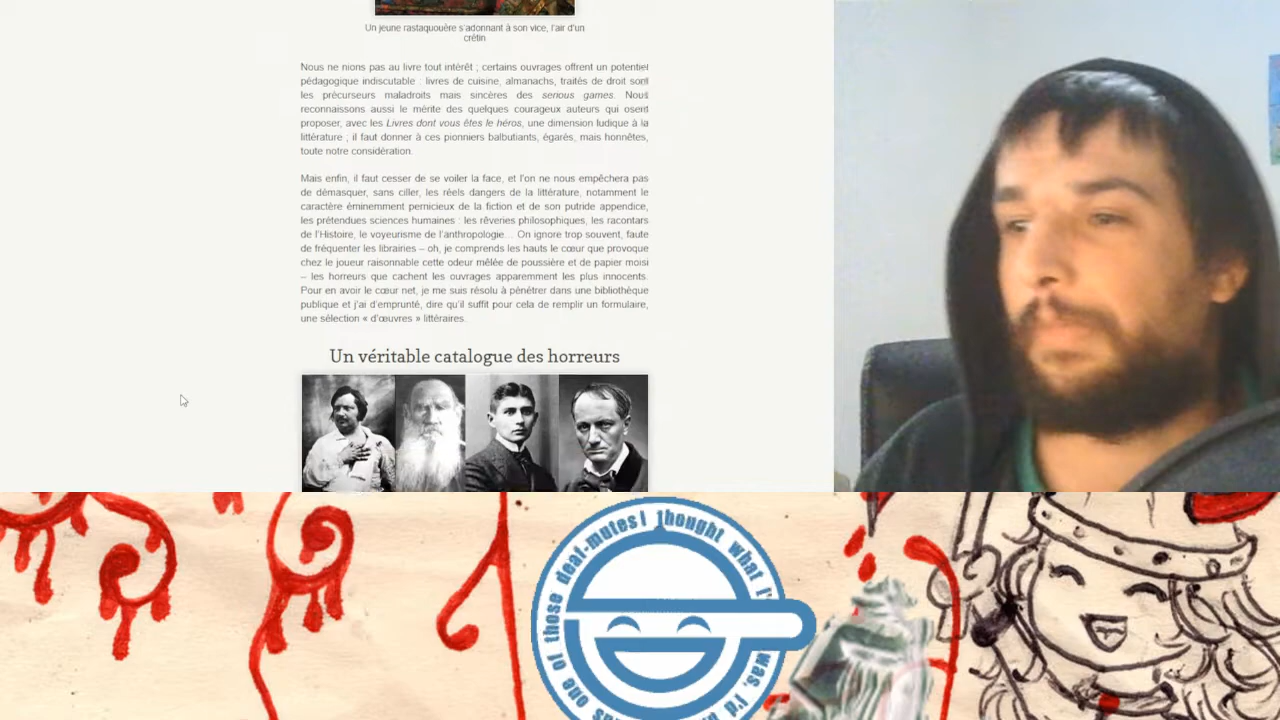 Un jeune rastaquouère s'adonnant à son vice, l'air d'un
crétin
Nous ne nions pas au livre tout intérêt ; certains ouvrages offrent un potentiel
pédagogique indiscutable : livres de cuisine, almanachs, traités de droit sont
les précurseurs maladroits mais sincères des serious games. Nous
reconnaissons aussi le mérite des quelques courageux auteurs qui osent
proposer, avec les Livres dont vous êtes le héros, une dimension ludique à la
littérature ; il faut donner à ces pionniers balbutiants, égarés, mais honnêtes,
toute notre considération.
Mais enfin, il faut cesser de se voiler la face, et l'on ne nous empêchera pas
de démasquer, sans ciller, les réels dangers de la littérature, notamment le
caractère éminemment pernicieux de la fiction et de son putride appendice,
les prétendues sciences humaines : les rêveries philosophiques, les racontars
de l'Histoire, le voyeurisme de l'anthropologie... On ignore trop souvent, faute
de fréquenter les librairies – oh, je comprends les hauts le cœur que provoque
chez le joueur raisonnable cette odeur mêlée de poussière et de papier moisi
– les horreurs que cachent les ouvrages apparemment les plus innocents.
Pour en avoir le cœur net, je me suis résolu à pénétrer dans une bibliothèque
publique et j'ai d'emprunté, dire qu'il suffit pour cela de remplir un formulaire,
une sélection « d'œuvres » littéraires.
Un véritable catalogue des horreurs
I thought what I'd
was one of those deaf-mutes